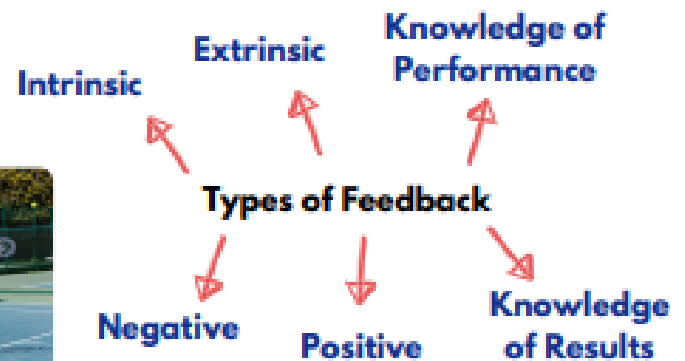 Knowledge of
Performance
Extrinsic
Intrinsic
Types of Feedback
Negative
Positive
Knowledge
of Results